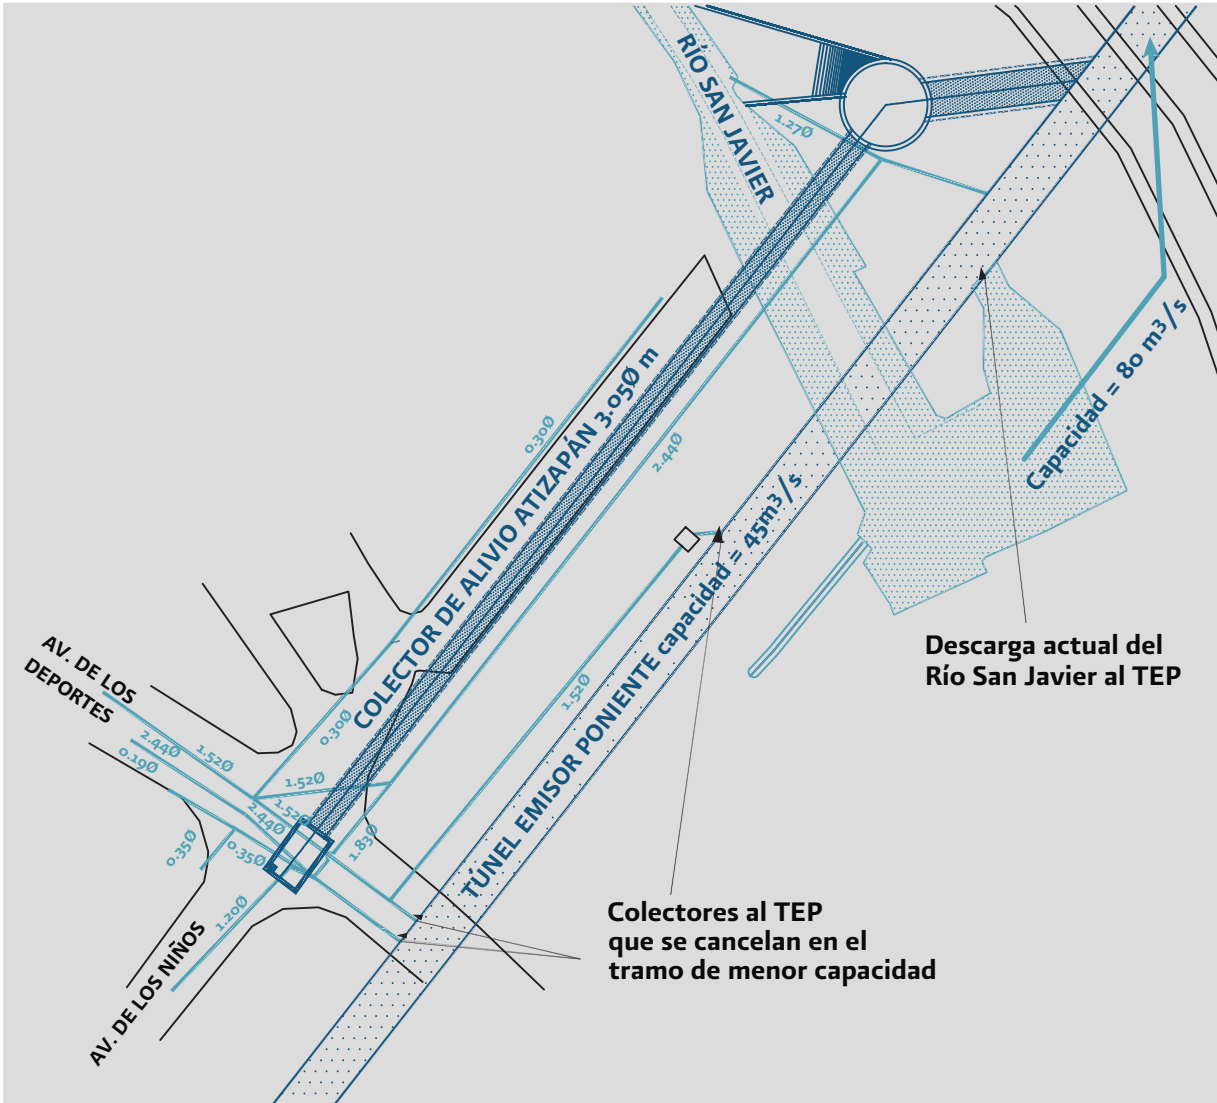 RÍO SAN JAVIER
1.27Ø
Capacidad = 80 m³/s
0.30Ø
COLECTOR DE ALIVIO ATIZAPÁN 3.05Ø m
2.44Ø
TÚNEL EMISOR PONIENTE capacidad = 45m³/s
Descarga actual del
Río San Javier al TEP
AV. DE LOS
DEPORTES
1.52Ø
0.30Ø
2.44Ø
1.52Ø
0.19Ø
1.52Ø
1.52Ø
2.44Ø
1.83Ø
0.35Ø
0.35Ø
1.20Ø
AV. DE LOS NIÑOS
Colectores al TEP
que se cancelan en el
tramo de menor capacidad